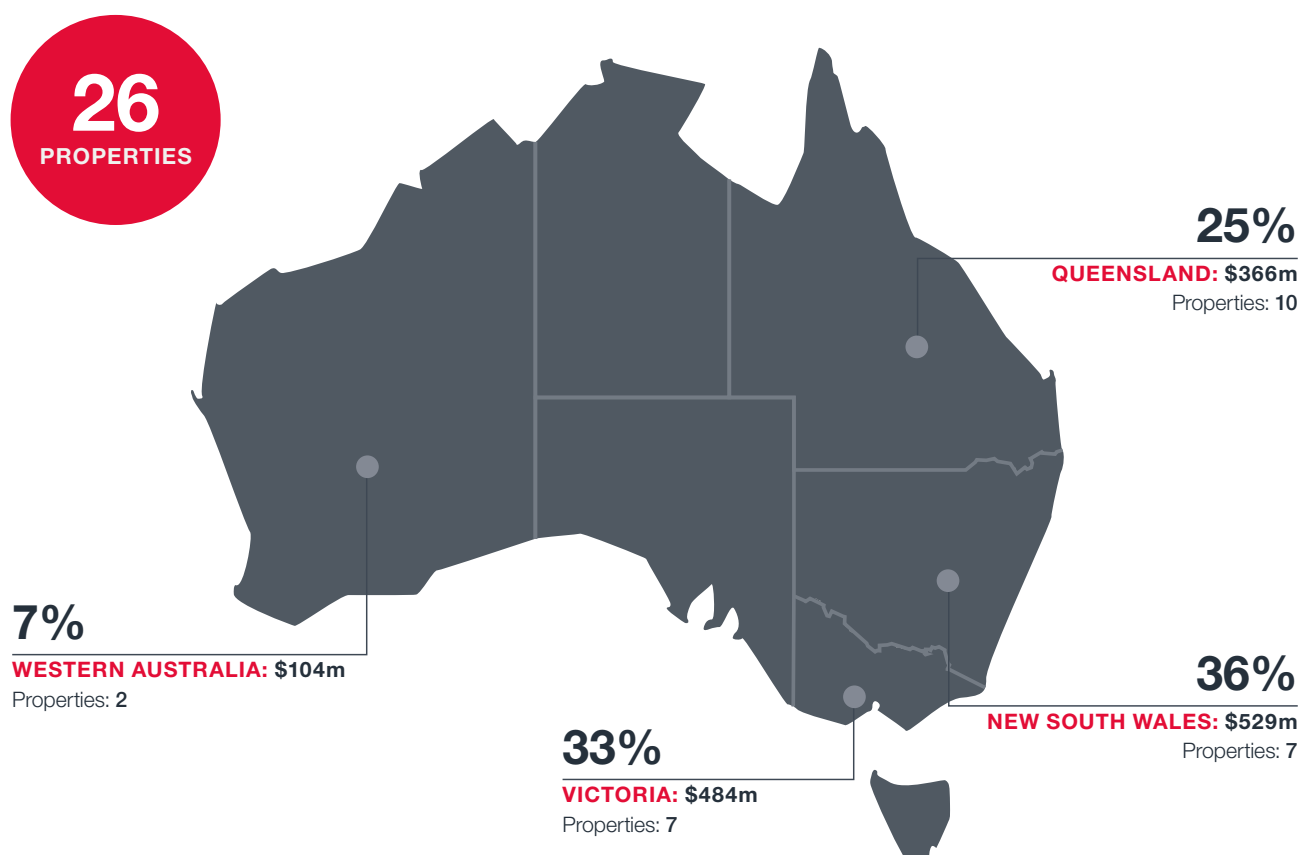 26
PROPERTIES
25%
QUEENSLAND: $366m
Properties: 10
7%
WESTERN AUSTRALIA: $104m
Properties: 2
36%
NEW SOUTH WALES: $529m
Properties: 7
33%
VICTORIA: $484m
Properties: 7